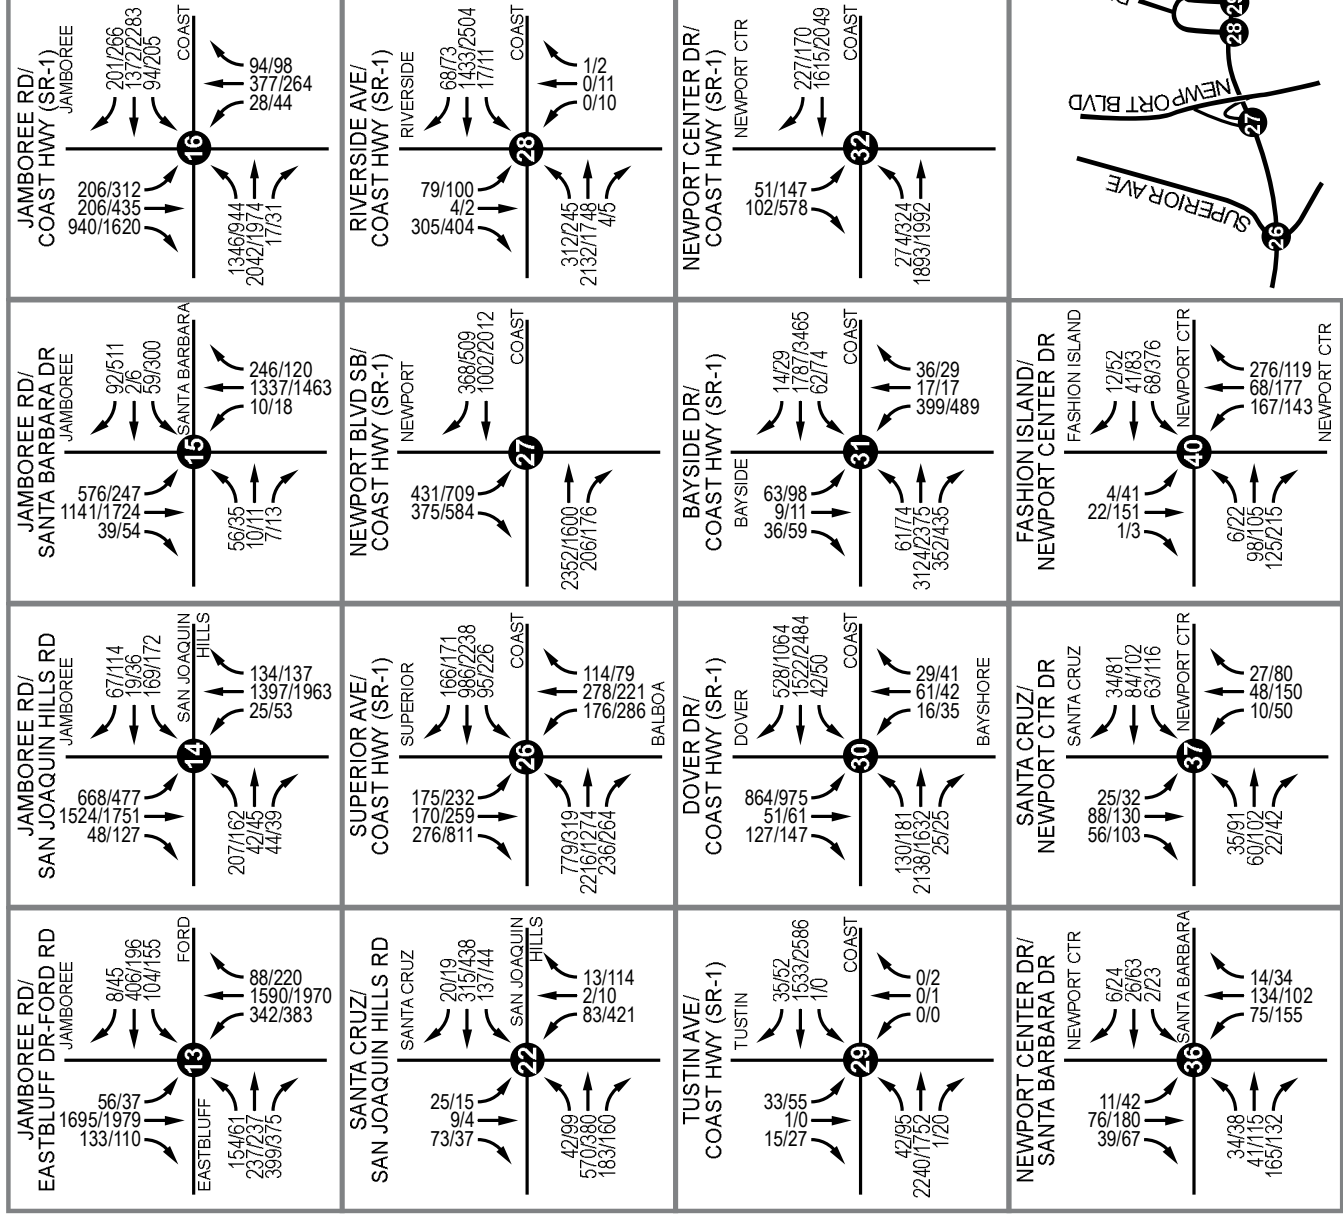 JAMBOREE RD/
COAST HWY (SR-1)
JAMBOREE
201/266
1372/2283
94/205
COAST
94/98
377/264
28/44
16
206/312
206/435
940/1620
1346/944
2042/1974
17/31
RIVERSIDE AVE/
COAST HWY (SR-1)
RIVERSIDE
68/73
1433/2504
17/11
COAST
1/2
0/11
0/10
28
79/100
4/2
305/404
312/245
2132/1748
4/5
NEWPORT CENTER DR/
COAST HWY (SR-1)
NEWPORT CTR
227/170
1615/2049
COAST
32
51/147
102/578
274/324
1893/1992
29
28
NEWPORT BLVD
27
SUPERIOR AVE
26
JAMBOREE RD/
SANTA BARBARA DR
JAMBOREE
92/511
2/6
59/300
SANTA BARBARA
246/120
1337/1463
10/18
15
576/247
1141/1724
39/54
56/35
10/11
7/13
NEWPORT BLVD SB/
COAST HWY (SR-1)
NEWPORT
368/509
1002/2012
COAST
27
431/709
375/584
2352/1600
206/176
BAYSIDE DR/
COAST HWY (SR-1)
BAYSIDE
14/29
1787/3465
62/74
COAST
36/29
17/17
399/489
31
63/98
9/11
36/59
61/74
3124/2375
352/435
FASHION ISLAND/
NEWPORT CENTER DR
FASHION ISLAND
12/52
41/83
68/376
NEWPORT CTR
276/119
68/177
167/143
40
4/41
22/151
1/3
6/22
98/105
125/215
NEWPORT CTR
JAMBOREE RD/
SAN JOAQUIN HILLS RD
JAMBOREE
67/114
19/36
169/172
SAN JOAQUIN
HILLS
134/137
1397/1963
25/53
14
668/477
1524/1751
48/127
207/162
42/45
44/39
SUPERIOR AVE/
COAST HWY (SR-1)
SUPERIOR
166/171
986/2238
95/226
COAST
114/79
278/221
176/286
26
175/232
170/259
276/811
779/319
2216/1274
236/264
BALBOA
DOVER DR/
COAST HWY (SR-1)
DOVER
528/1064
1522/2484
42/50
COAST
29/41
61/42
16/35
30
864/975
51/61
127/147
130/181
2138/1632
25/25
BAYSHORE
SANTA CRUZ/
NEWPORT CTR DR
SANTA CRUZ
34/81
84/102
63/116
NEWPORT CTR
27/80
48/150
10/50
37
25/32
88/130
56/103
35/91
60/102
22/42
JAMBOREE RD/
EASTBLUFF DR-FORD RD
JAMBOREE
8/45
406/196
104/155
FORD
88/220
1590/1970
342/383
13
56/37
1695/1979
133/110
EASTBLUFF
154/61
237/237
399/375
SANTA CRUZ/
SAN JOAQUIN HILLS RD
SANTA CRUZ
20/19
315/438
137/44
SAN JOAQUIN
HILLS
13/114
2/10
83/421
22
25/15
9/4
73/37
42/99
570/380
183/160
TUSTIN AVE/
COAST HWY (SR-1)
TUSTIN
35/52
1533/2586
1/0
COAST
0/2
0/1
0/0
29
33/55
1/0
15/27
42/95
2240/1752
1/20
NEWPORT CENTER DR/
SANTA BARBARA DR
NEWPORT CTR
6/24
26/63
2/23
SANTA BARBARA
14/34
134/102
75/155
36
11/42
76/180
39/67
34/38
41/115
165/132